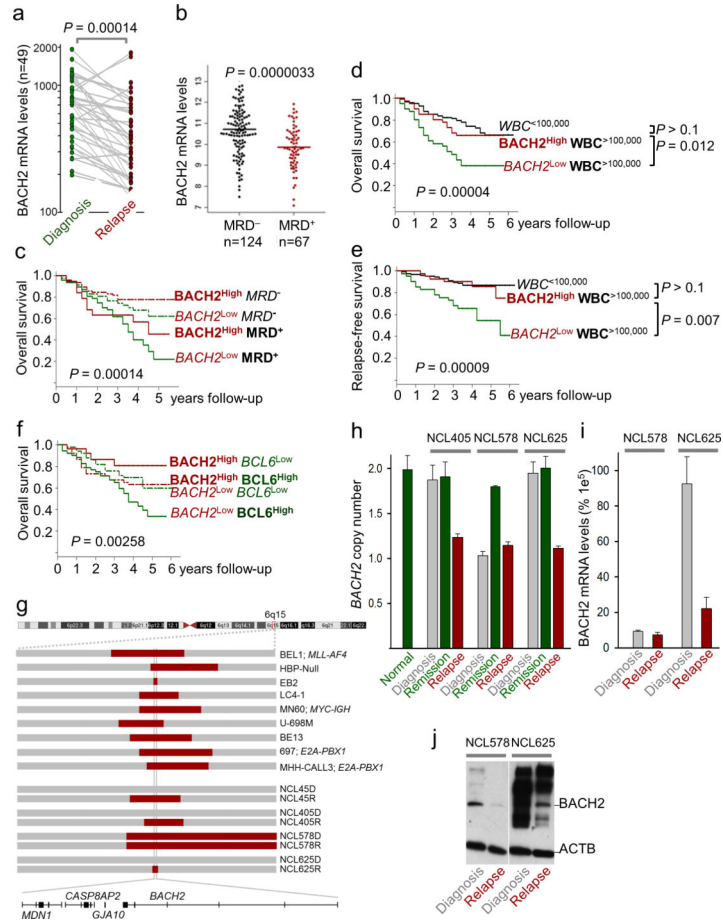 a
P = 0.00014
BACH2 mRNA levels (n=49)
2000
1000
100
Diagnosis
Relapse
b
P = 0.0000033
BACH2 mRNA levels
13
12
11
10
9
8
7
MRD⁻
n=124
MRD⁺
n=67
c
Overall survival
1.0
0.8
0.6
0.4
0.2
BACH2High MRD⁻
BACH2Low MRD⁻
BACH2High MRD⁺
BACH2Low MRD⁺
P = 0.00014
0 1 2 3 4 5 6 years follow-up
d
Overall survival
1.0
0.8
0.6
0.4
0.2
WBC<100,000
BACH2High WBC>100,000
BACH2Low WBC>100,000
P > 0.1
P = 0.012
P = 0.00004
0 1 2 3 4 5 6
years follow-up
e
Relapse-free survival
1.0
0.8
0.6
0.4
0.2
WBC<100,000
BACH2High WBC>100,000
BACH2Low WBC>100,000
P > 0.1
P = 0.007
P = 0.00009
0 1 2 3 4 5 6 years follow-up
f
Overall survival
1.0
0.8
0.6
0.4
0.2
BACH2High BCL6Low
BACH2High BCL6High
BACH2Low BCL6Low
BACH2Low BCL6High
P = 0.00258
0 1 2 3 4 5 6 years follow-up
g
6q15
BEL1; MLL-AF4
HBP-Null
EB2
LC4-1
MN60; MYC-IGH
U-698M
BE13
697; E2A-PBX1
MHH-CALL3; E2A-PBX1
NCL45D
NCL45R
NCL405D
NCL405R
NCL578D
NCL578R
NCL625D
NCL625R
CASP8AP2
BACH2
MDN1
GJA10
h
NCL405 NCL578 NCL625
BACH2 copy number
2.0
1.5
1.0
0.5
Normal
Diagnosis
Remission
Relapse
Diagnosis
Remission
Relapse
Diagnosis
Remission
Relapse
i
NCL578
NCL625
BACH2 mRNA levels (% 1e5)
100
80
60
40
20
0
Diagnosis
Relapse
Diagnosis
Relapse
j
NCL578 NCL625
BACH2
ACTB
Diagnosis
Relapse
Diagnosis
Relapse